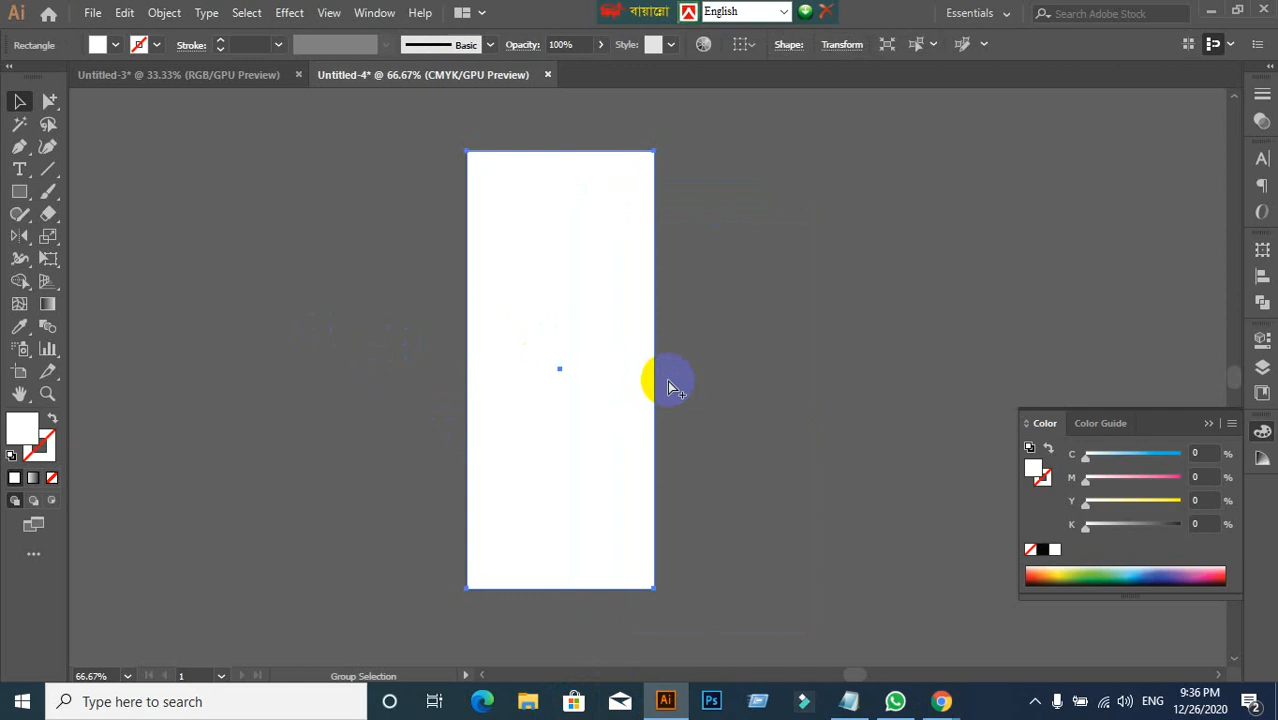 Ai File Edit Object Type Select Effect View Window Help বায়ান্নো English Essentials Search Adobe Stock
Rectangle Stroke: Basic Opacity: 100% Style: Shape: Transform
Untitled-3* @ 33.33% (RGB/GPU Preview) × Untitled-4* @ 66.67% (CMYK/GPU Preview) ×
Color Color Guide
C 0 %
M 0 %
Y 0 %
K 0 %
66.67% 1 Group Selection
Type here to search Ai Ps ENG 9:36 PM
12/26/2020 2